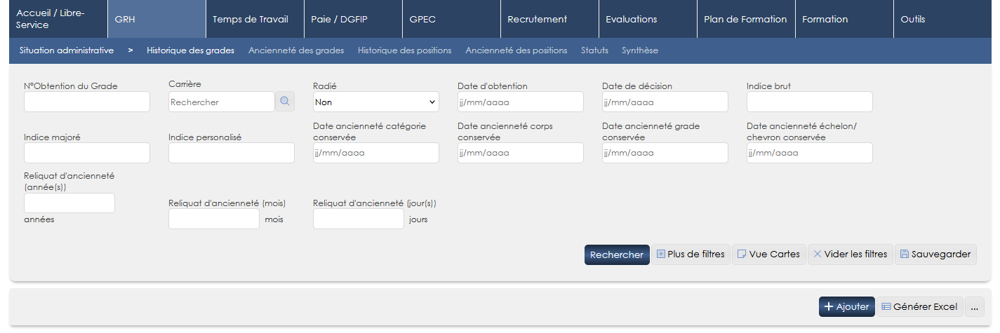 Accueil / Libre-
Service
GRH
Temps de Travail
Paie / DGFIP
GPEC
Recrutement
Evaluations
Plan de Formation
Formation
Outils
Situation administrative > Historique des grades Ancienneté des grades Historique des positions Ancienneté des positions Statuts Synthèse
N°Obtention du Grade
Carrière
Rechercher
Radié
Non
Date d'obtention
jj/mm/aaaa
Date de décision
jj/mm/aaaa
Indice brut
Indice majoré
Indice personalisé
Date ancienneté catégorie
conservée
jj/mm/aaaa
Date ancienneté corps
conservée
jj/mm/aaaa
Date ancienneté grade
conservée
jj/mm/aaaa
Date ancienneté échelon/
chevron conservée
jj/mm/aaaa
Reliquat d'ancienneté
(année(s))
années
Reliquat d'ancienneté (mois)
mois
Reliquat d'ancienneté (jour(s))
jours
Rechercher
Plus de filtres
Vue Cartes
Vider les filtres
Sauvegarder
Ajouter
Générer Excel
...